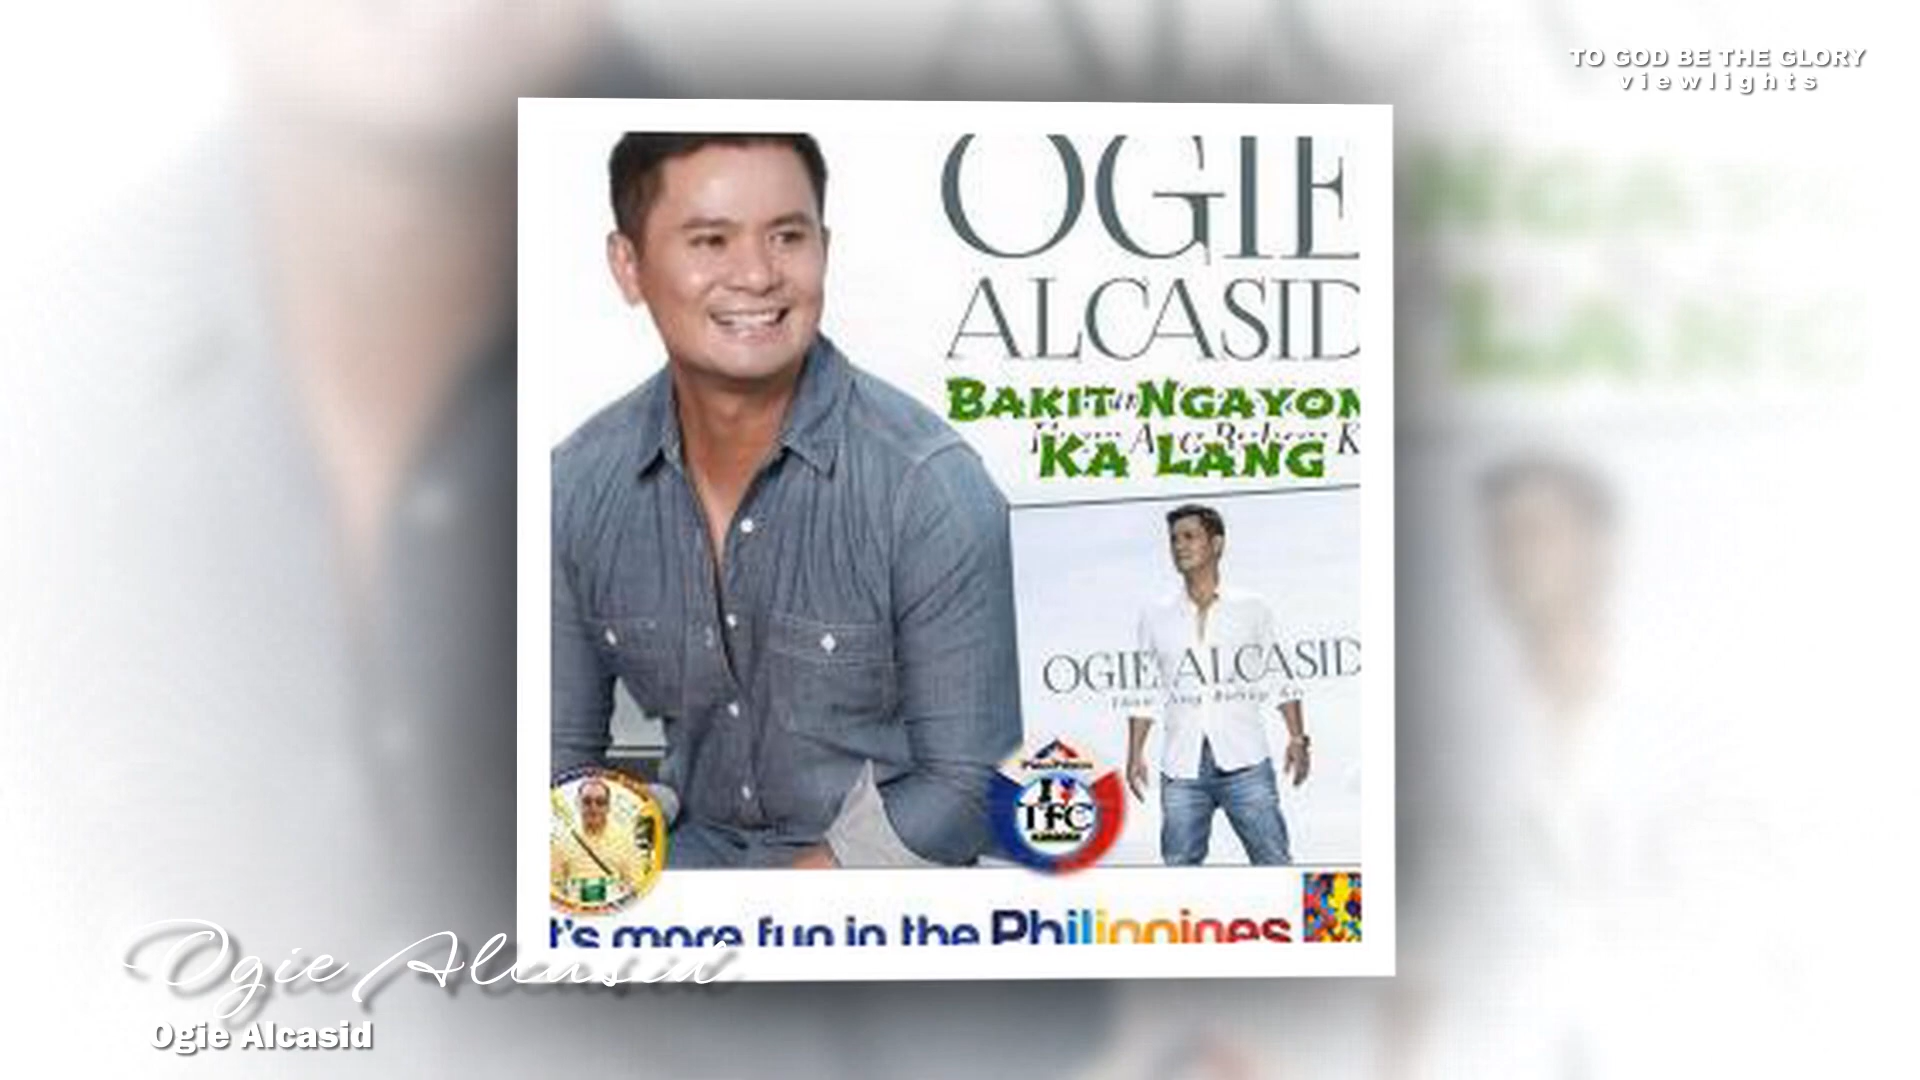 TO GOD BE THE GLORY
viewlights
OGIE
ALCASID
BAKIT NGAYON
KA LANG
OGIE ALCASID
I
TFC
t's more fun in the Philippines
Ogie Alcasid
Ogie Alcasid